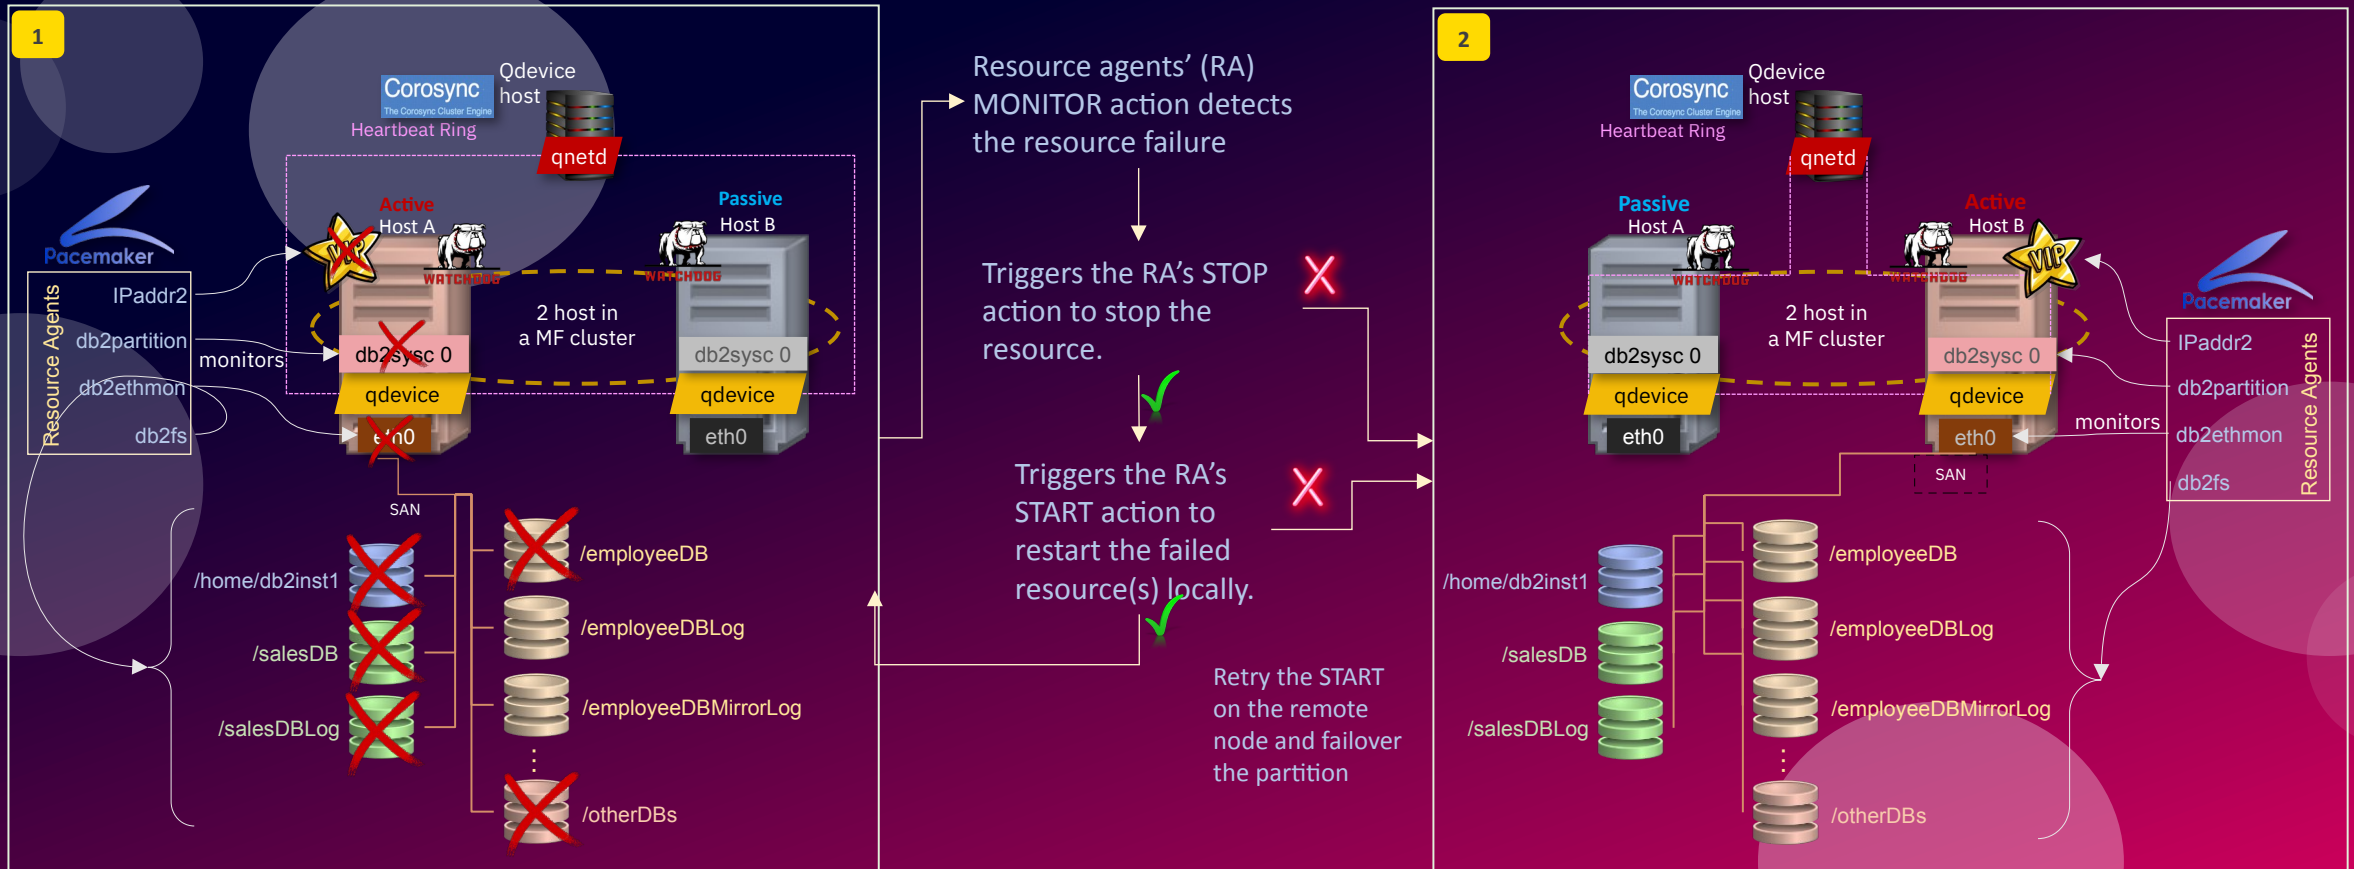 1
Corosync
The Corosync Cluster Engine
Qdevice
host
Heartbeat Ring
qnetd
Active
Host A
Passive
Host B
VIP
WATCHDOG
WATCHDOG
Pacemaker
Resource Agents
IPaddr2
db2partition
db2ethmon
db2fs
monitors
2 host in
a MF cluster
db2sysc 0
db2sysc 0
qdevice
qdevice
eth0
eth0
SAN
/home/db2inst1
/salesDB
/salesDBLog
/employeeDB
/employeeDBLog
/employeeDBMirrorLog
/otherDBs
Resource agents’ (RA)
MONITOR action detects
the resource failure
Triggers the RA’s STOP
action to stop the
resource.
Triggers the RA’s
START action to
restart the failed
resource(s) locally.
Retry the START
on the remote
node and failover
the partition
2
Corosync
The Corosync Cluster Engine
Qdevice
host
Heartbeat Ring
qnetd
Passive
Host A
Active
Host B
VIP
WATCHDOG
WATCHDOG
Pacemaker
Resource Agents
IPaddr2
db2partition
db2ethmon
db2fs
monitors
2 host in
a MF cluster
db2sysc 0
db2sysc 0
qdevice
qdevice
eth0
eth0
SAN
/home/db2inst1
/salesDB
/salesDBLog
/employeeDB
/employeeDBLog
/employeeDBMirrorLog
/otherDBs